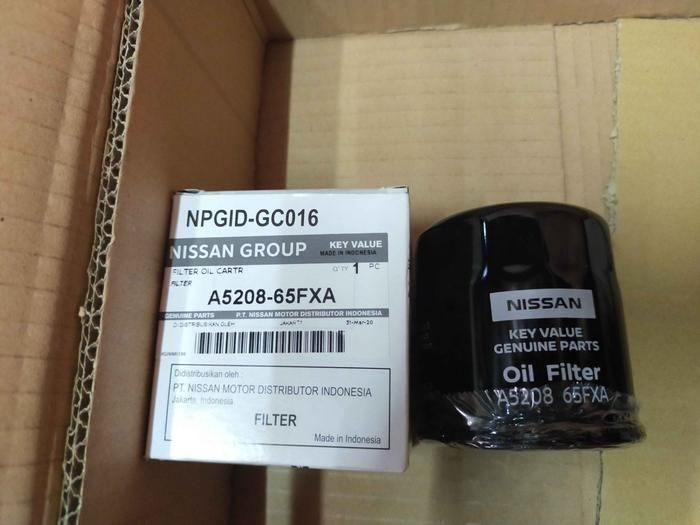 NPGID-GC016
NISSAN GROUP KEY VALUE
MADE IN INDONESIA
FILTER OIL CARTR Q'TY 1 PC
FILTER
A5208-65FXA
GENUINE PARTS P.T. NISSAN MOTOR DISTRIBUTOR INDONESIA
DIDISTRIBUSIKAN OLEH JAKARTA 31-Mar-20
Didistribusikan oleh :
PT. NISSAN MOTOR DISTRIBUTOR INDONESIA
Jakarta, Indonesia
FILTER
Made in Indonesia
NISSAN
KEY VALUE
GENUINE PARTS
Oil Filter
A5208 65FXA